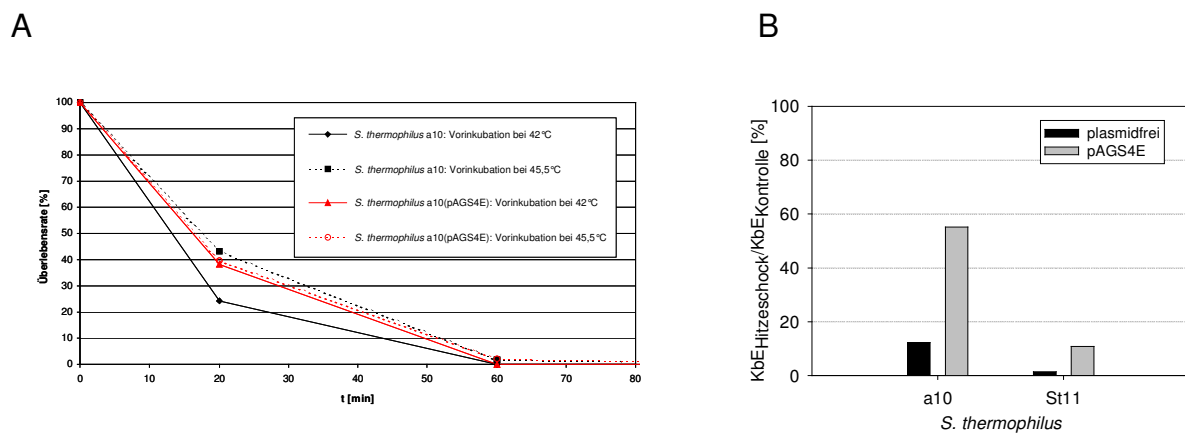 A
Überlebensrate [%]
100
90
80
70
60
50
40
30
20
10
0
0 10 20 30 40 50 60 70 80
t [min]
S. thermophilus a10: Vorinkubation bei 42°C
S. thermophilus a10: Vorinkubation bei 45,5°C
S. thermophilus a10(pAGS4E): Vorinkubation bei 42°C
S. thermophilus a10(pAGS4E): Vorinkubation bei 45,5°C
B
KbEHitzeschock/KbEKontrolle [%]
100
80
60
40
20
0
plasmidfrei
pAGS4E
a10 St11
S. thermophilus